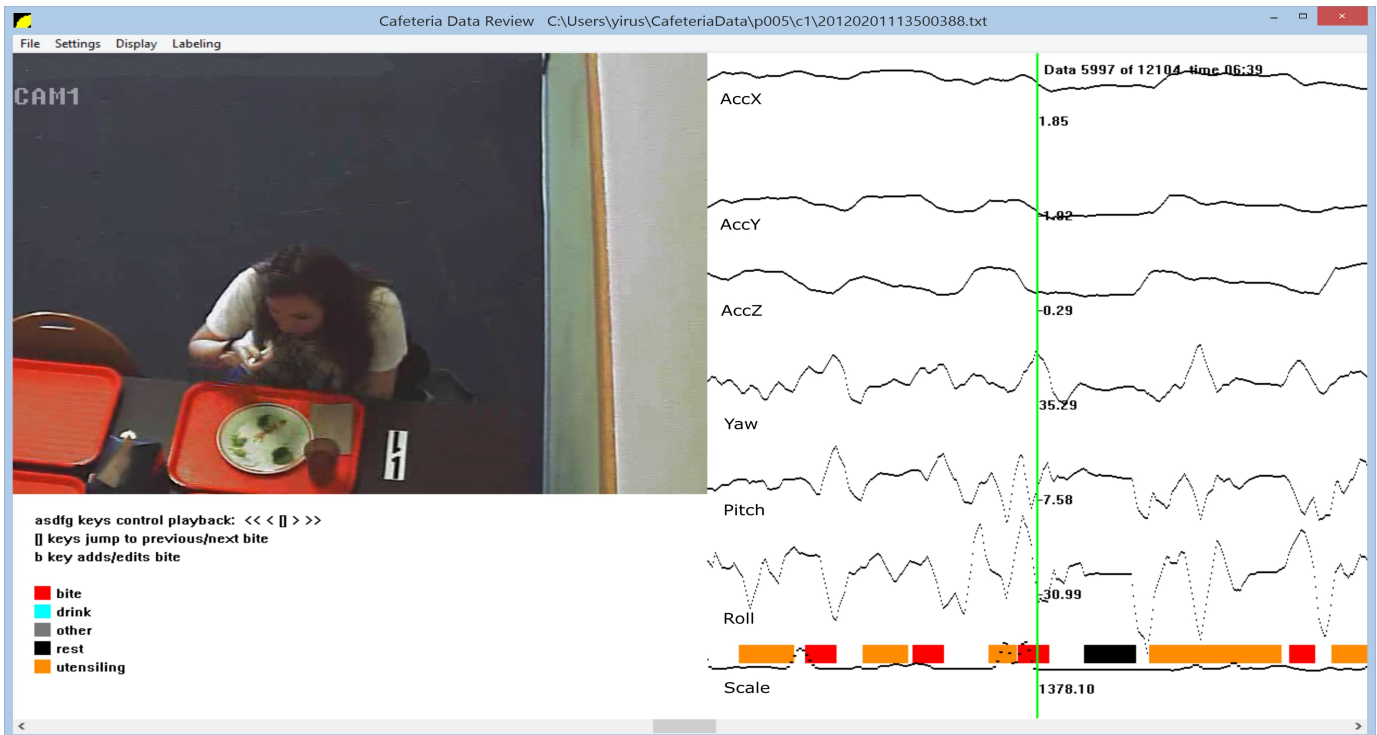 Cafeteria Data Review C:\Users\yirus\CafeteriaData\p005\c1\20120201113500388.txt
File Settings Display Labeling
CAM1
Data 5997 of 12104, time 06:39
AccX
1.85
AccY
-1.02
AccZ
-0.29
Yaw
35.29
Pitch
-7.58
Roll
-30.99
Scale
1378.10
asdfg keys control playback: << < [] > >>
[] keys jump to previous/next bite
b key adds/edits bite
bite
drink
other
rest
utensiling